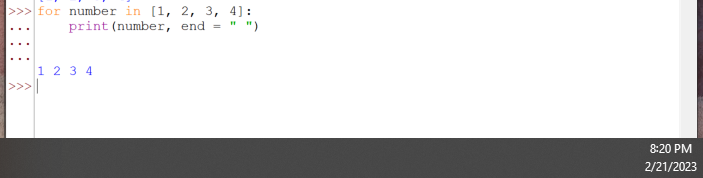 >>> for number in [1, 2, 3, 4]:
...     print(number, end = " ")
...
...
1 2 3 4
>>>
8:20 PM
2/21/2023